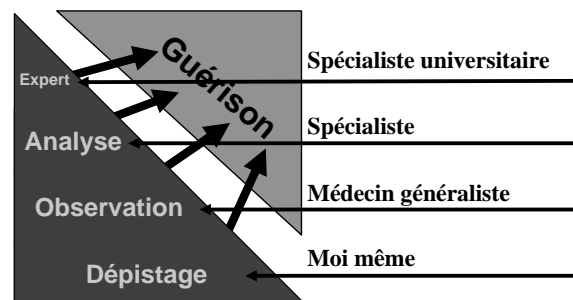 Guérison
Expert
Spécialiste universitaire
Analyse
Spécialiste
Observation
Médecin généraliste
Dépistage
Moi même